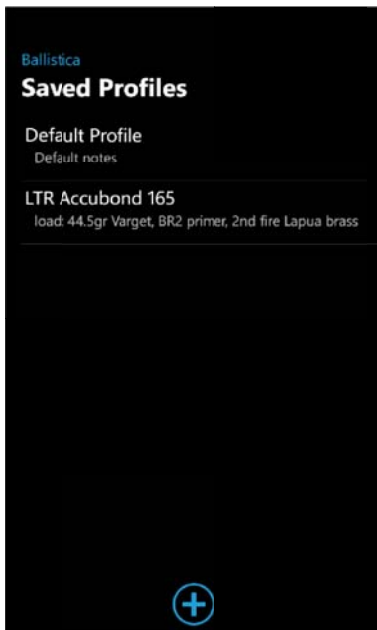 Ballistica
Saved Profiles
Default Profile
Default notes
LTR Accubond 165
load: 44.5gr Varget, BR2 primer, 2nd fire Lapua brass